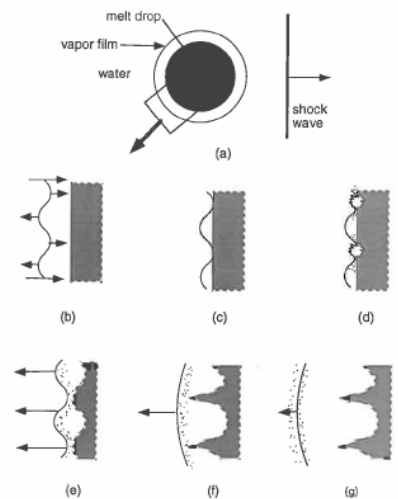 melt drop
vapor film
water
shock
wave
(a)
(b)
(c)
(d)
(e)
(f)
(g)